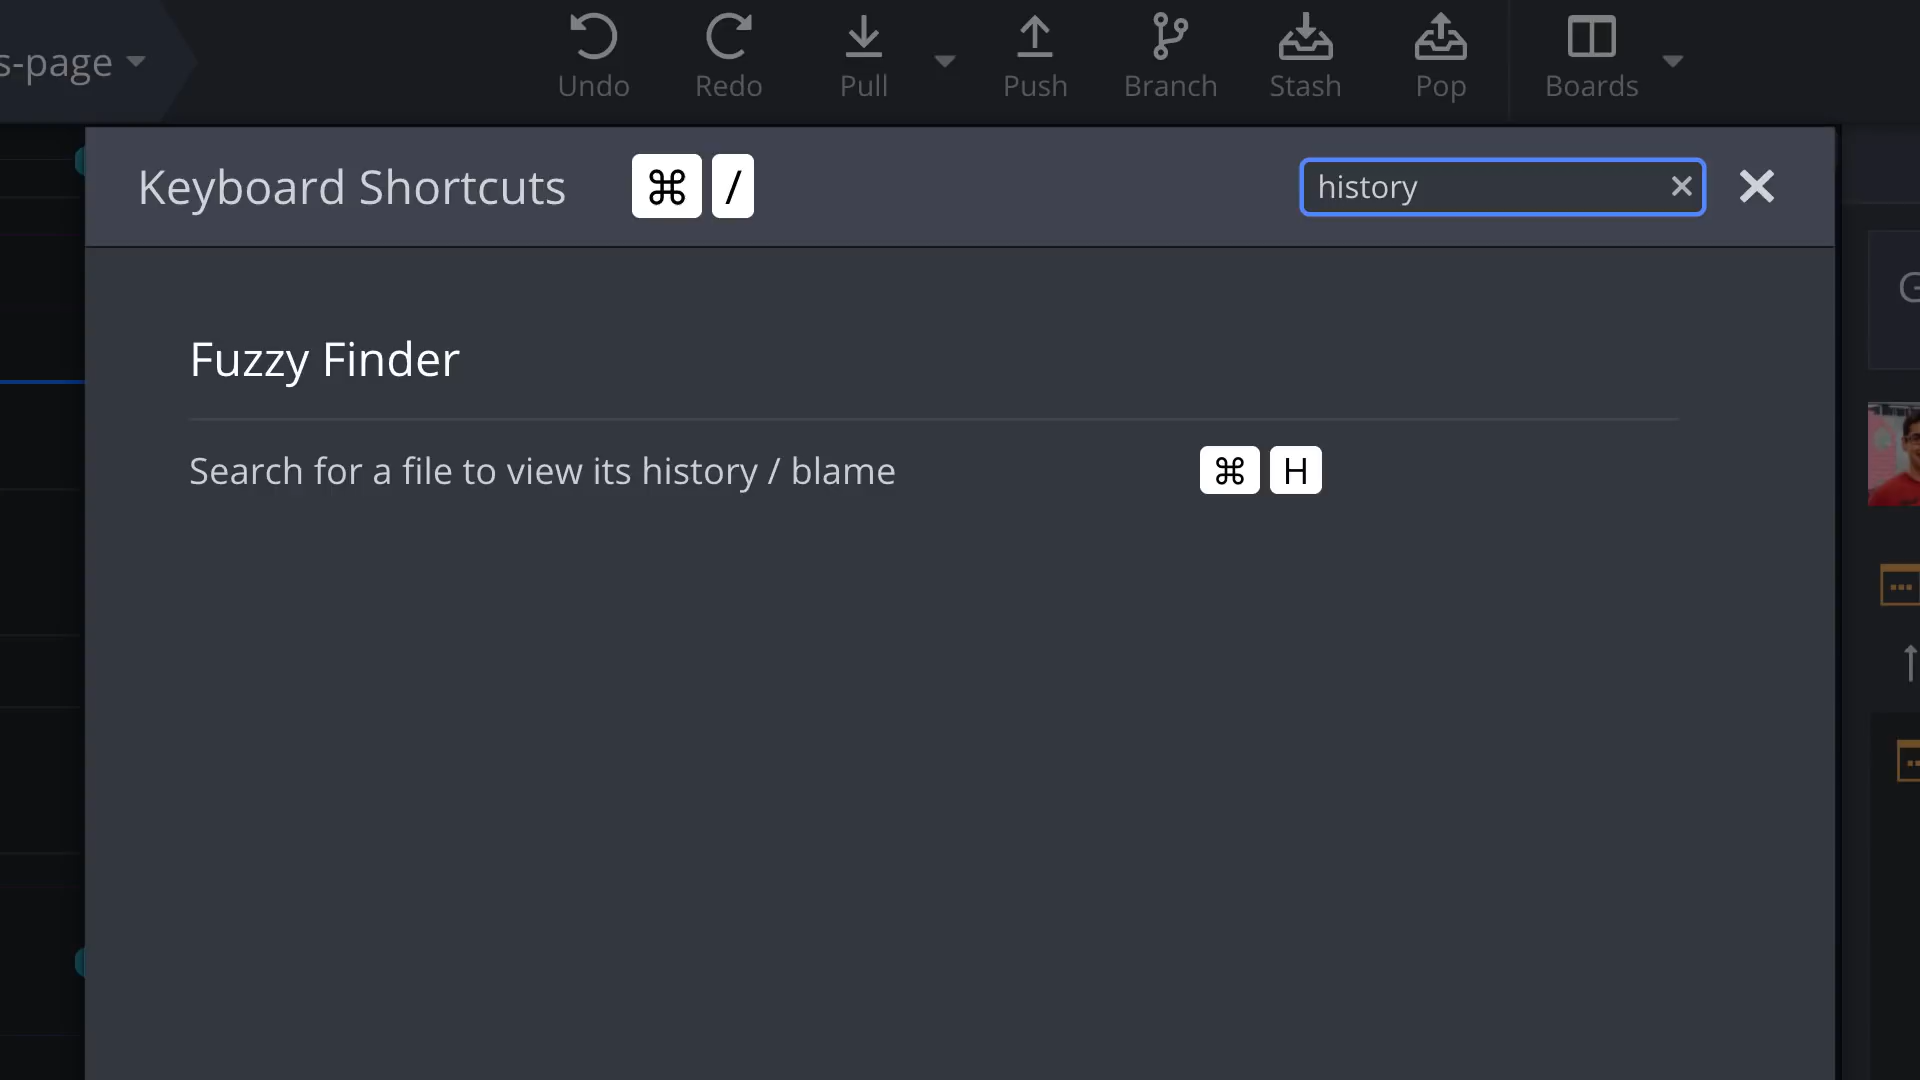 s-page
Undo
Redo
Pull
Push
Branch
Stash
Pop
Boards
Keyboard Shortcuts ⌘ /
history
Fuzzy Finder
Search for a file to view its history / blame ⌘ H